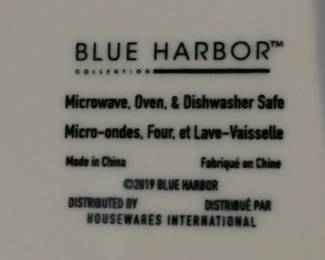 BLUE HARBOR™
COLLECTION
Microwave, Oven, & Dishwasher Safe
Micro-ondes, Four, et Lave-Vaisselle
Made in China Fabriqué en Chine
©2019 BLUE HARBOR
DISTRIBUTED BY DISTRIBUÉ PAR
HOUSEWARES INTERNATIONAL